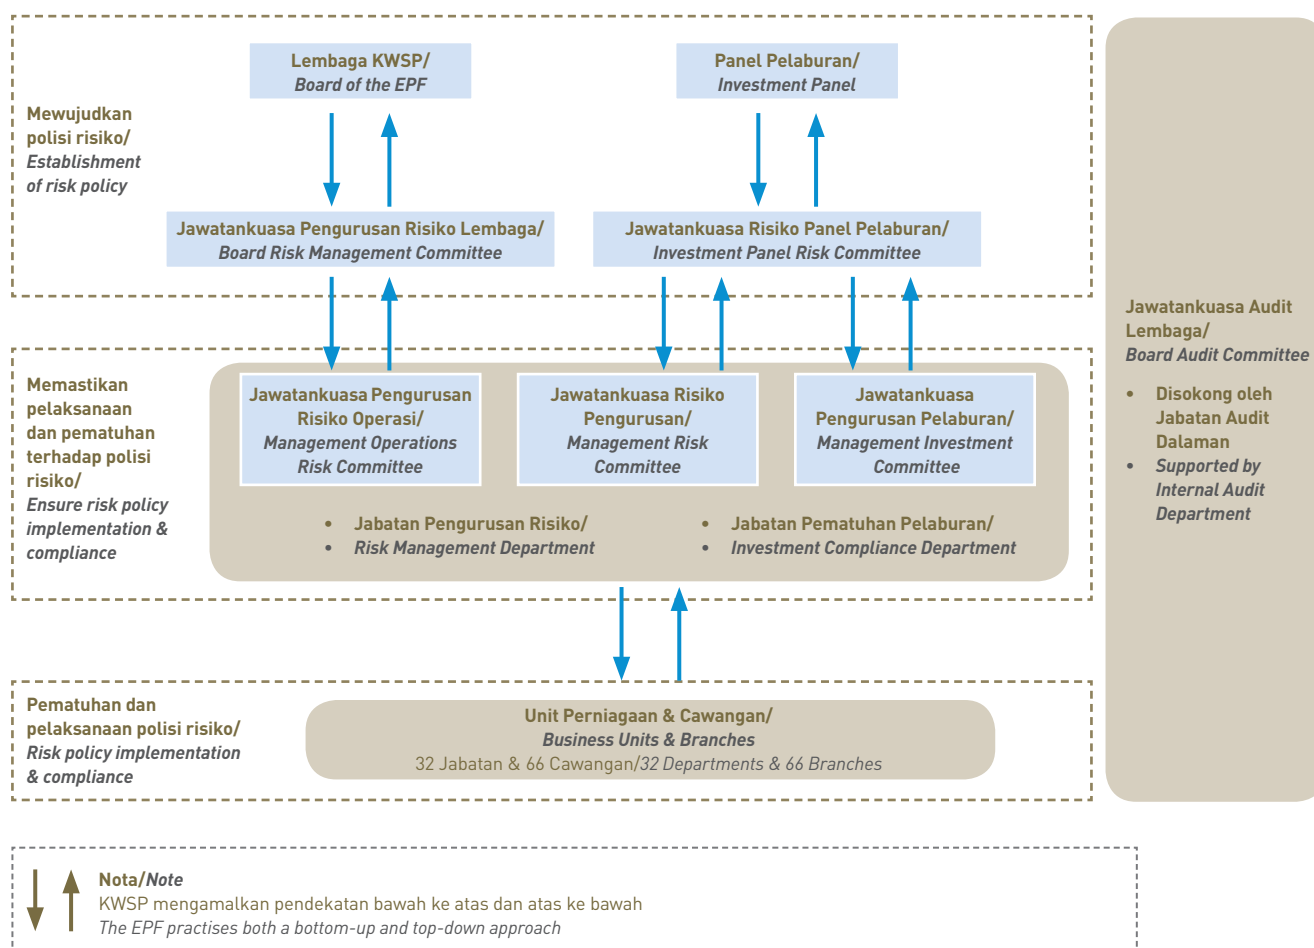 Lembaga KWSP/
Board of the EPF
Panel Pelaburan/
Investment Panel
Mewujudkan
polisi risiko/
Establishment
of risk policy
Jawatankuasa Pengurusan Risiko Lembaga/
Board Risk Management Committee
Jawatankuasa Risiko Panel Pelaburan/
Investment Panel Risk Committee
Memastikan
pelaksanaan
dan pematuhan
terhadap polisi
risiko/
Ensure risk policy
implementation &
compliance
Jawatankuasa Pengurusan
Risiko Operasi/
Management Operations
Risk Committee
Jawatankuasa Risiko
Pengurusan/
Management Risk
Committee
Jawatankuasa
Pengurusan Pelaburan/
Management Investment
Committee
• Jabatan Pengurusan Risiko/
• Risk Management Department
• Jabatan Pematuhan Pelaburan/
• Investment Compliance Department
Pematuhan dan
pelaksanaan polisi risiko/
Risk policy implementation
& compliance
Unit Perniagaan & Cawangan/
Business Units & Branches
32 Jabatan & 66 Cawangan/32 Departments & 66 Branches
Jawatankuasa Audit
Lembaga/
Board Audit Committee
• Disokong oleh
Jabatan Audit
Dalaman
• Supported by
Internal Audit
Department
Nota/Note
KWSP mengamalkan pendekatan bawah ke atas dan atas ke bawah
The EPF practises both a bottom-up and top-down approach